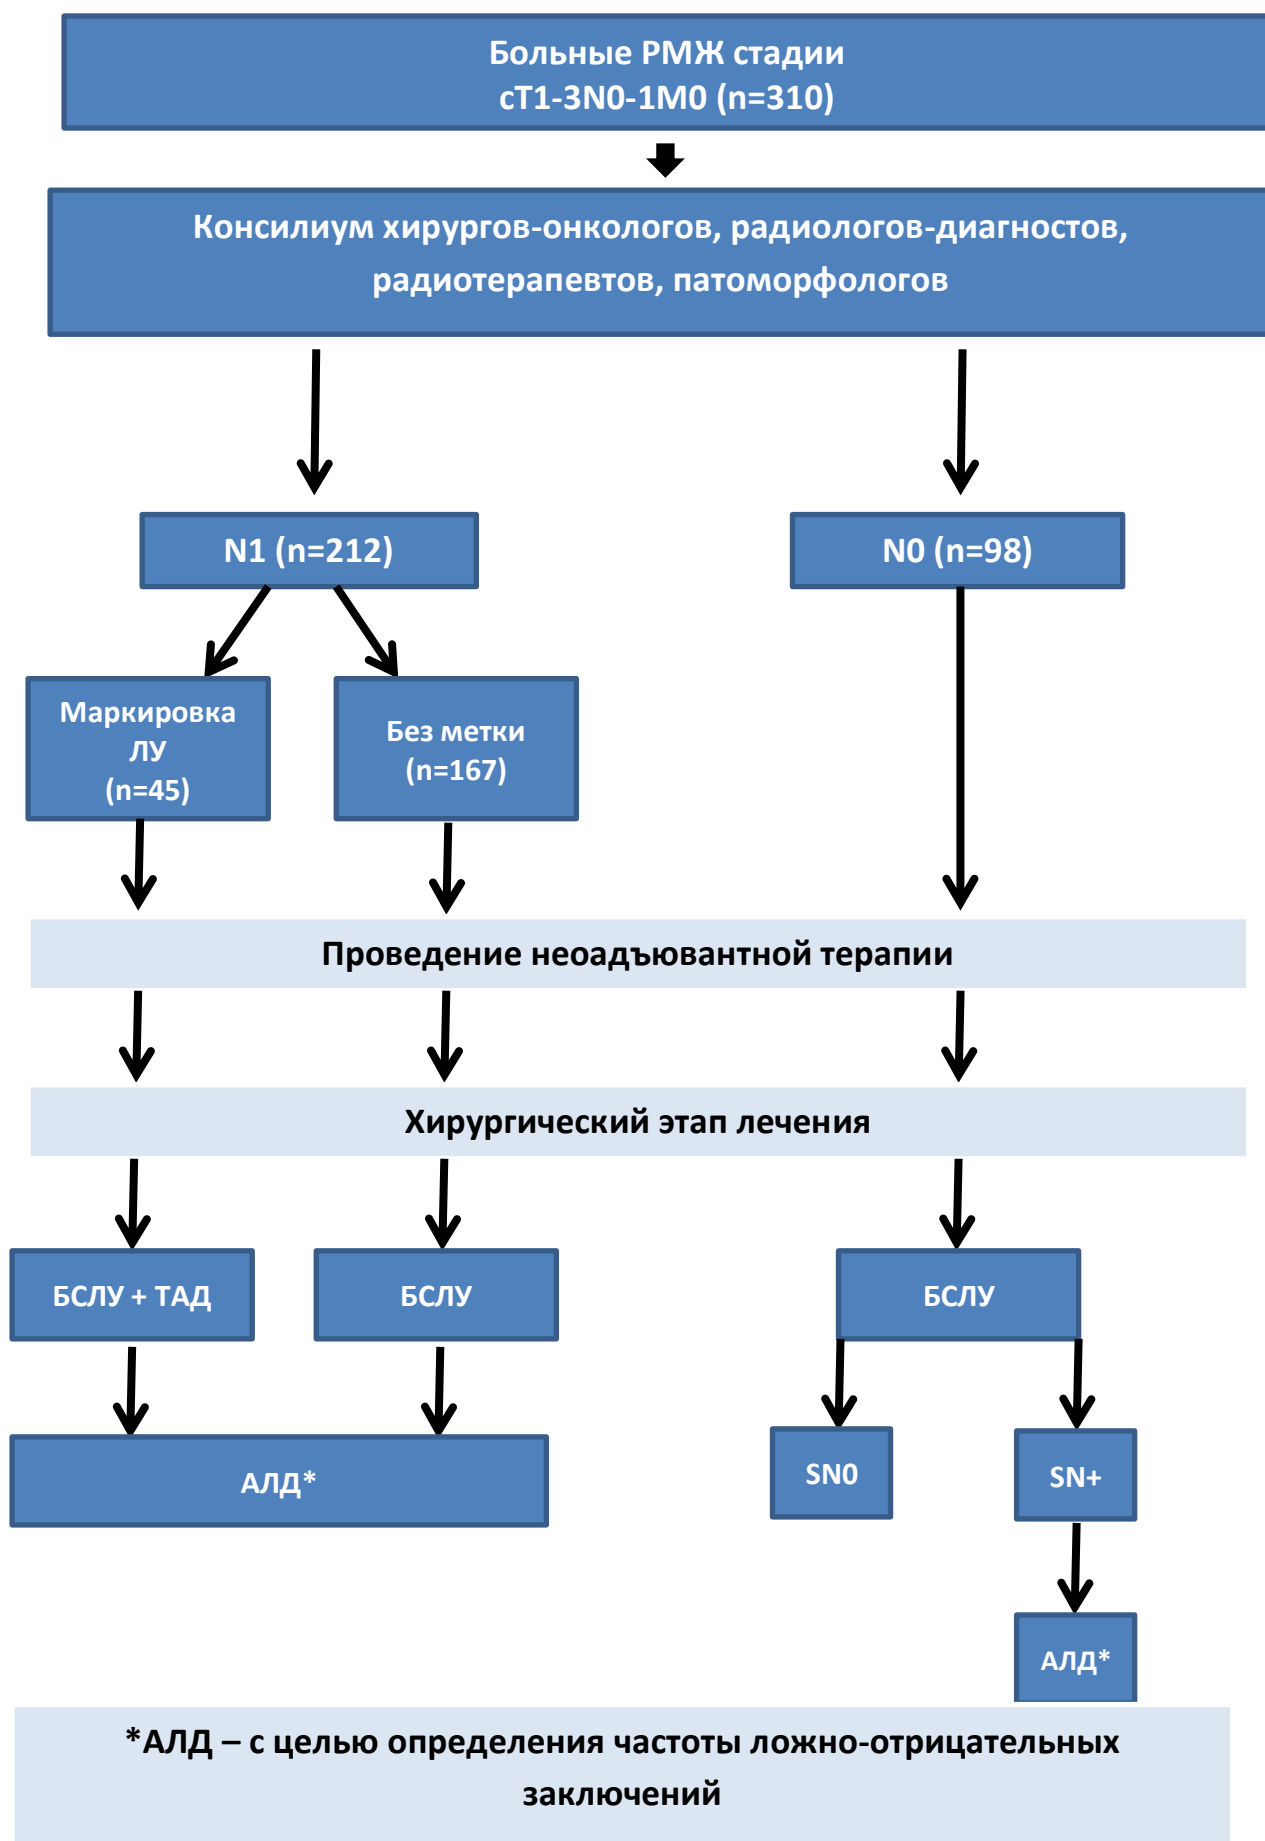 Больные РМЖ стадии
cT1-3N0-1M0 (n=310)
Консилиум хирургов-онкологов, радиологов-диагностов,
радиотерапевтов, патоморфологов
N1 (n=212)
N0 (n=98)
Маркировка
ЛУ
(n=45)
Без метки
(n=167)
Проведение неоадъювантной терапии
Хирургический этап лечения
БСЛУ + ТАД
БСЛУ
БСЛУ
АЛД*
SN0
SN+
АЛД*
*АЛД – с целью определения частоты ложно-отрицательных
заключений